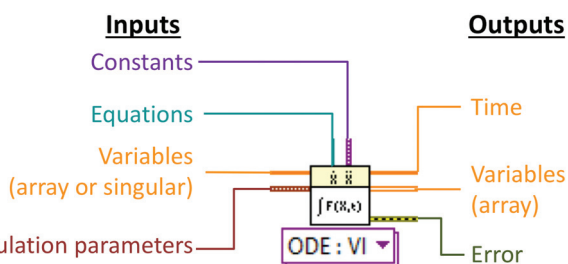 Inputs
Outputs
Constants
Equations
Time
Variables
(array or singular)
Variables
(array)
ẋ ẍ
∫F(X,t)
ulation parameters
ODE : VI
Error